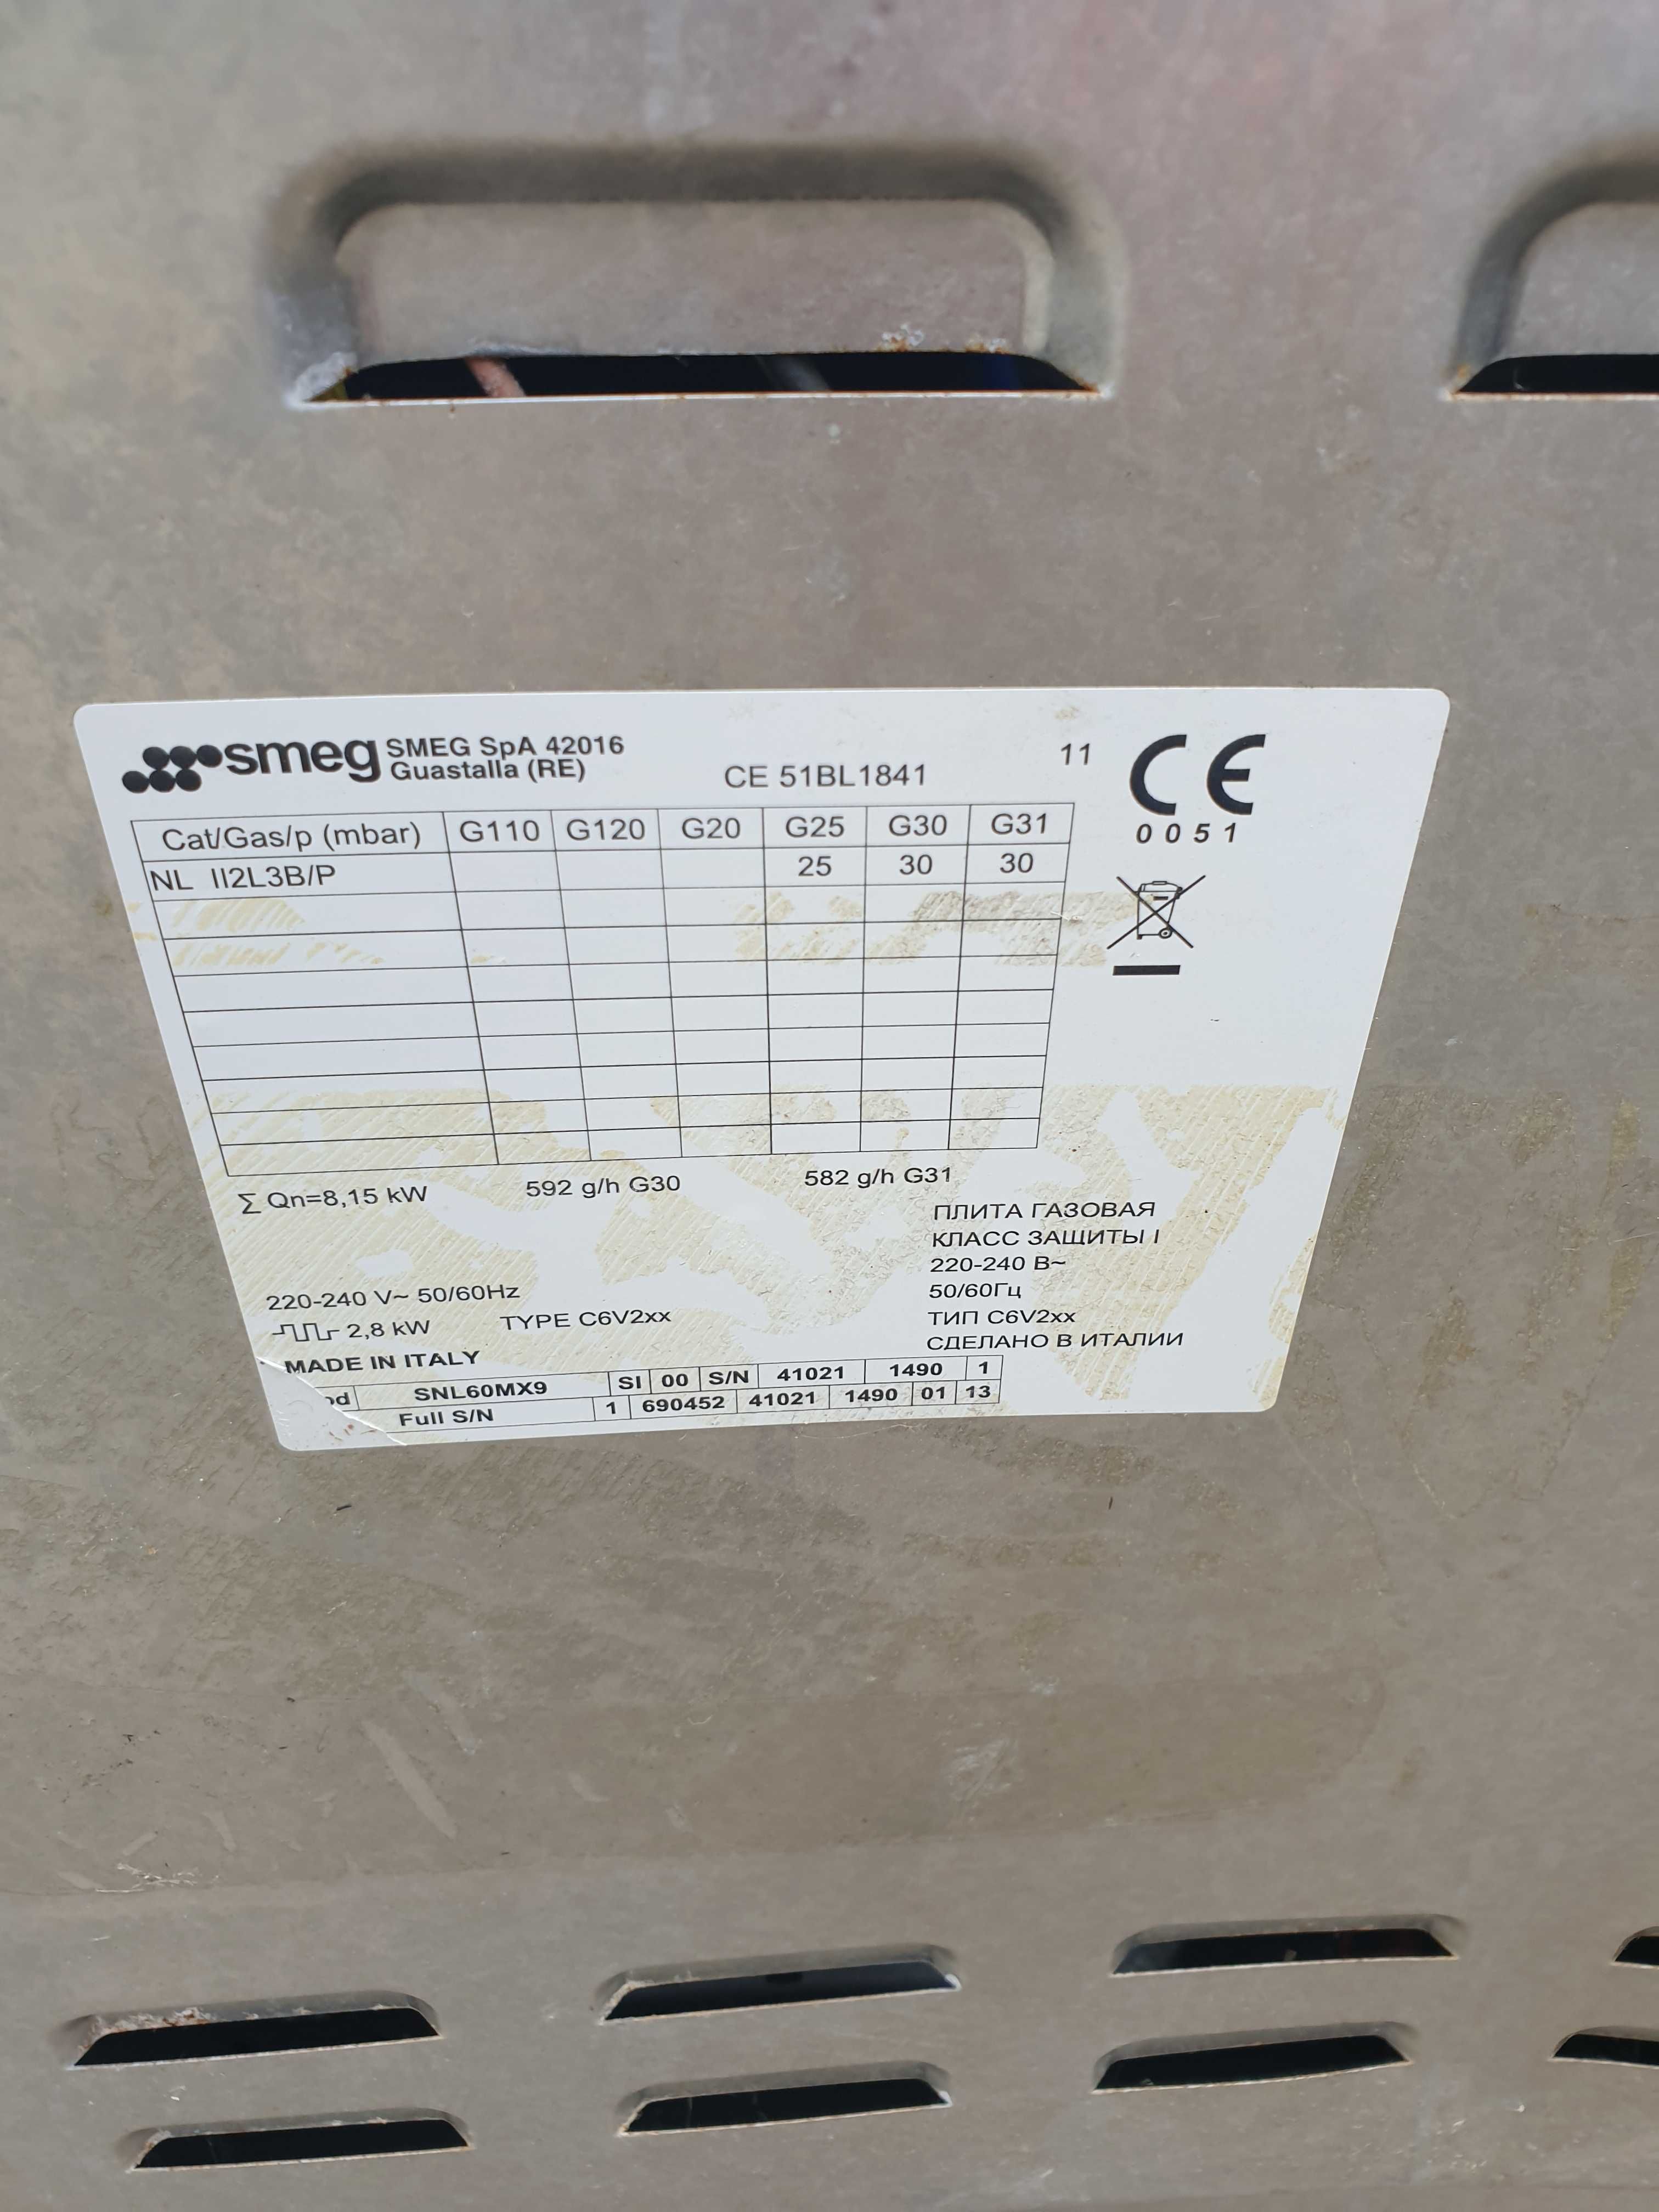 smeg SMEG SpA 42016
Guastalla (RE)
CE 51BL1841
11
CE
0051
Cat/Gas/p (mbar) G110 G120 G20 G25 G30 G31
NL II2L3B/P 25 30 30
∑ Qn=8,15 kW 592 g/h G30 582 g/h G31
ПЛИТА ГАЗОВАЯ
КЛАСС ЗАЩИТЫ I
220-240 В~
50/60Гц
ТИП C6V2xx
СДЕЛАНО В ИТАЛИИ
220-240 V~ 50/60Hz
2,8 kW TYPE C6V2xx
MADE IN ITALY
SNL60MX9 SI 00 S/N 41021 1490 1
Full S/N 1 690452 41021 1490 01 13